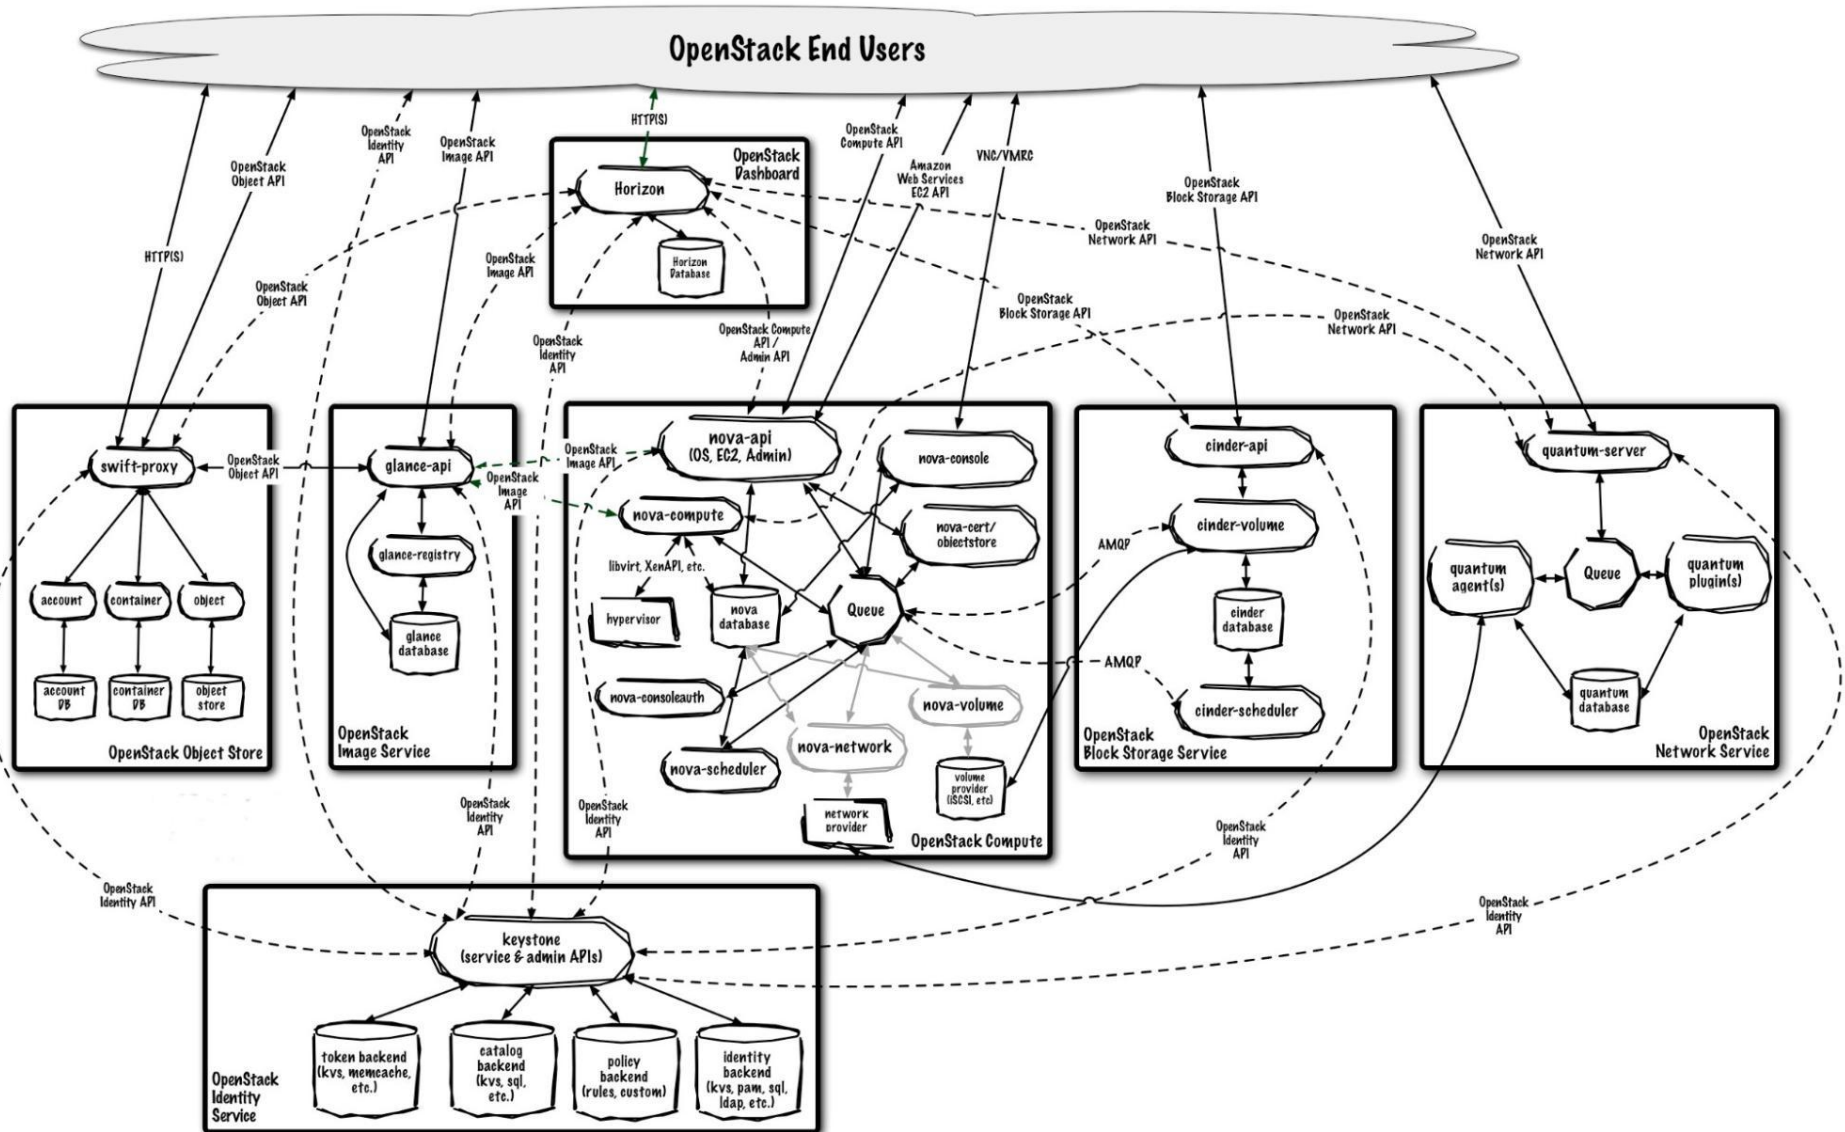 OpenStack End Users
HTTP(S)
OpenStack
Object API
OpenStack
Identity
API
OpenStack
Image API
HTTP(S)
OpenStack
Compute API
Amazon
Web Services
EC2 API
VNC/VMRC
OpenStack
Block Storage API
OpenStack
Network API
OpenStack
Dashboard
Horizon
Horizon
Database
OpenStack
Object API
OpenStack
Image API
OpenStack
Identity
API
OpenStack Compute
API /
Admin API
OpenStack
Block Storage API
OpenStack
Network API
OpenStack
Network API
swift-proxy
OpenStack
Object API
account
container
object
account
DB
container
DB
object
store
OpenStack Object Store
glance-api
glance-registry
glance
database
OpenStack
Image Service
OpenStack
Image API
OpenStack
Image
API
nova-api
(OS, EC2, Admin)
nova-console
nova-compute
nova-cert/
objectstore
libvirt, XenAPI, etc.
hypervisor
nova
database
Queue
nova-consoleauth
nova-volume
nova-network
nova-scheduler
volume
provider
(iSCSI, etc)
network
provider
OpenStack Compute
AMQP
AMQP
cinder-api
cinder-volume
cinder
database
cinder-scheduler
OpenStack
Block Storage Service
quantum-server
quantum
agent(s)
Queue
quantum
plugin(s)
quantum
database
OpenStack
Network Service
OpenStack
Identity API
OpenStack
Identity
API
OpenStack
Identity
API
OpenStack
Identity
API
OpenStack
Identity
API
keystone
(service & admin APIs)
token backend
(kvs, memcache,
etc.)
catalog
backend
(kvs, sql,
etc.)
policy
backend
(rules, custom)
identity
backend
(kvs, pam, sql,
ldap, etc.)
OpenStack
Identity
Service